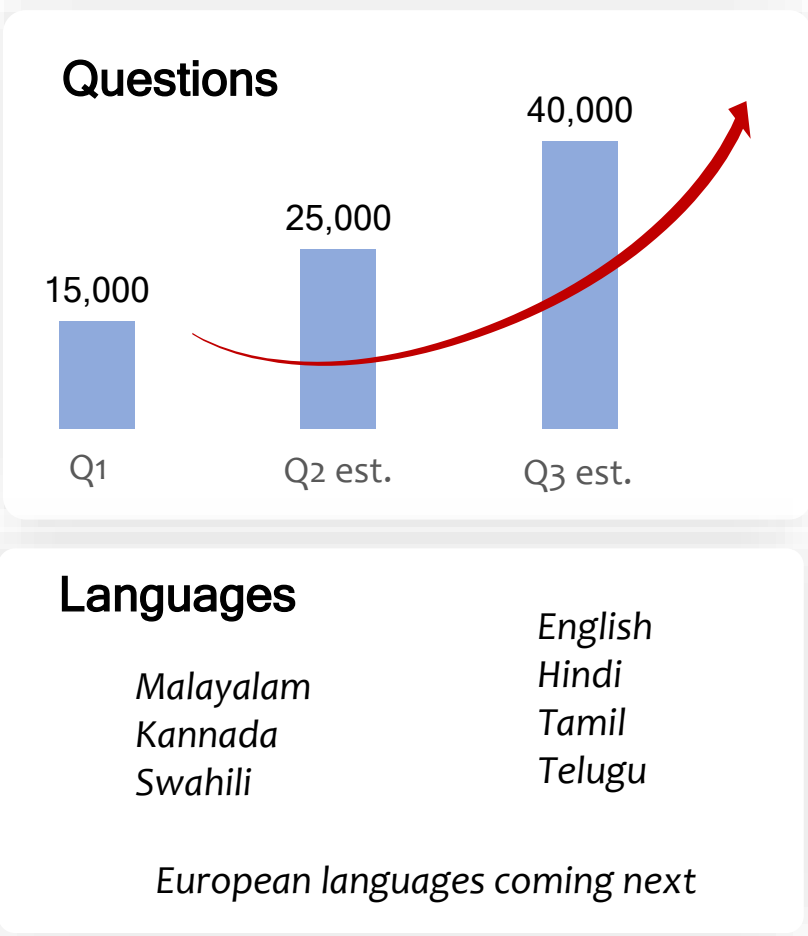 Questions
40,000
25,000
15,000
Q1
Q2 est.
Q3 est.
Languages
Malayalam
Kannada
Swahili
English
Hindi
Tamil
Telugu
European languages coming next